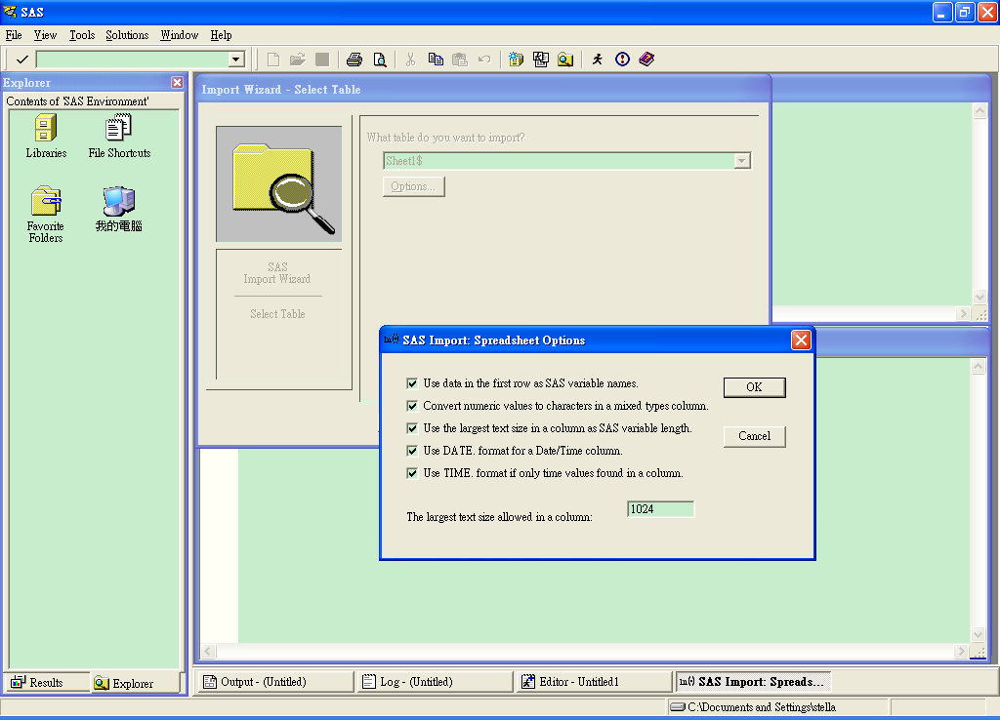 SAS
File View Tools Solutions Window Help
Explorer
Contents of 'SAS Environment'
Libraries
File Shortcuts
Favorite
Folders
我的電腦
Import Wizard - Select Table
What table do you want to import?
Sheet1$
Options...
SAS
Import Wizard
Select Table
SAS Import: Spreadsheet Options
Use data in the first row as SAS variable names.
Convert numeric values to characters in a mixed types column.
Use the largest text size in a column as SAS variable length.
Use DATE. format for a Date/Time column.
Use TIME. format if only time values found in a column.
The largest text size allowed in a column:
1024
OK
Cancel
Results
Explorer
Output - (Untitled)
Log - (Untitled)
Editor - Untitled1
SAS Import: Spreads...
C:\Documents and Settings\stella